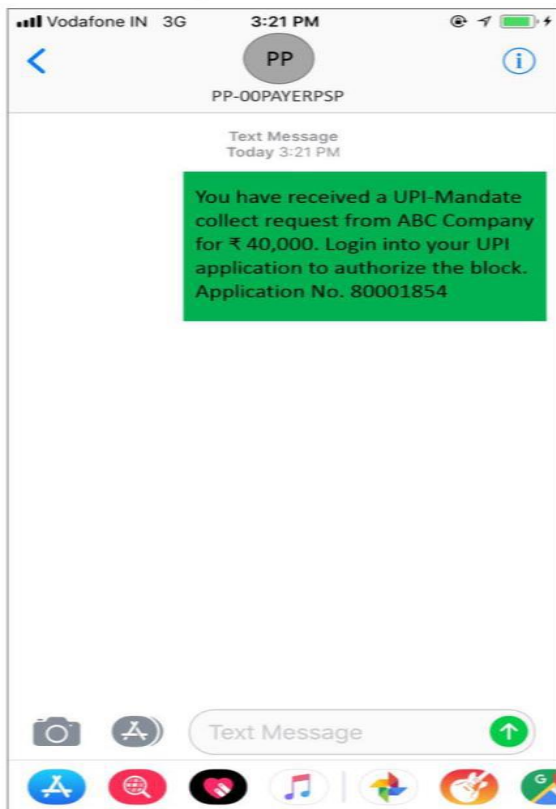 Vodafone IN 3G 3:21 PM
PP
i
PP-00PAYERPSP
Text Message
Today 3:21 PM
You have received a UPI-Mandate
collect request from ABC Company
for ₹ 40,000. Login into your UPI
application to authorize the block.
Application No. 80001854
Text Message
G